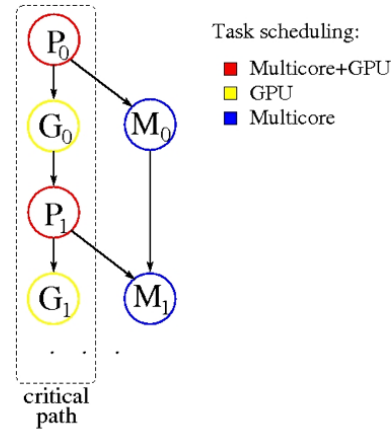 P₀
Task scheduling:
Multicore+GPU
GPU
Multicore
G₀
M₀
P₁
G₁
M₁
. . .
critical
path